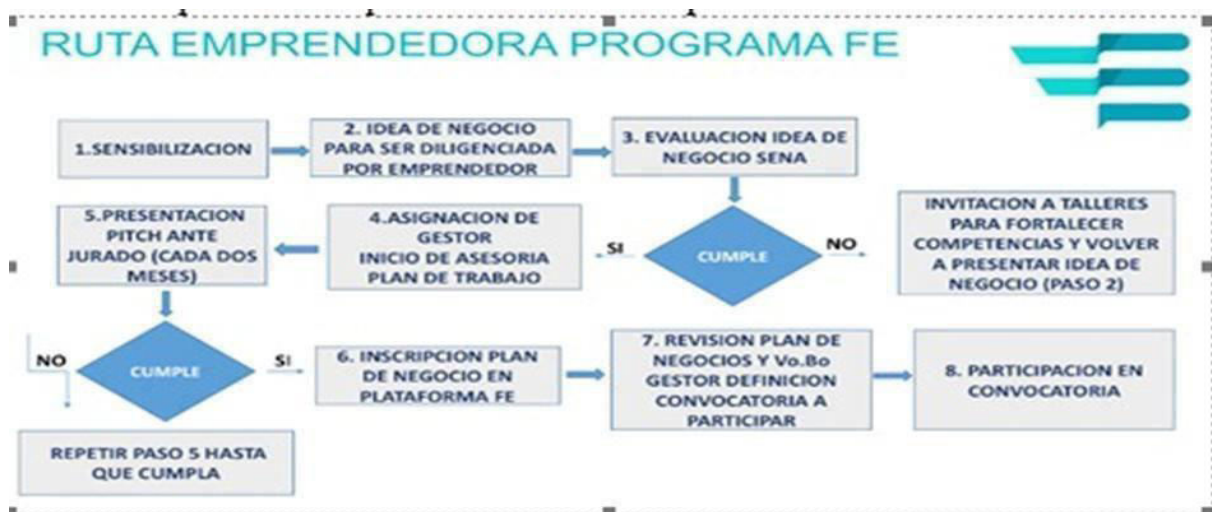 RUTA EMPRENDEDORA PROGRAMA FE
1.SENSIBILIZACION
2. IDEA DE NEGOCIO
PARA SER DILIGENCIADA
POR EMPRENDEDOR
3. EVALUACION IDEA DE
NEGOCIO SENA
CUMPLE
NO
INVITACION A TALLERES
PARA FORTALECER
COMPETENCIAS Y VOLVER
A PRESENTAR IDEA DE
NEGOCIO (PASO 2)
SI
4.ASIGNACION DE
GESTOR
INICIO DE ASESORIA
PLAN DE TRABAJO
5.PRESENTACION
PITCH ANTE
JURADO (CADA DOS
MESES)
CUMPLE
NO
REPETIR PASO 5 HASTA
QUE CUMPLA
SI
6. INSCRIPCION PLAN
DE NEGOCIO EN
PLATAFORMA FE
7. REVISION PLAN DE
NEGOCIOS Y Vo.Bo
GESTOR DEFINICION
CONVOCATORIA A
PARTICIPAR
8. PARTICIPACION EN
CONVOCATORIA